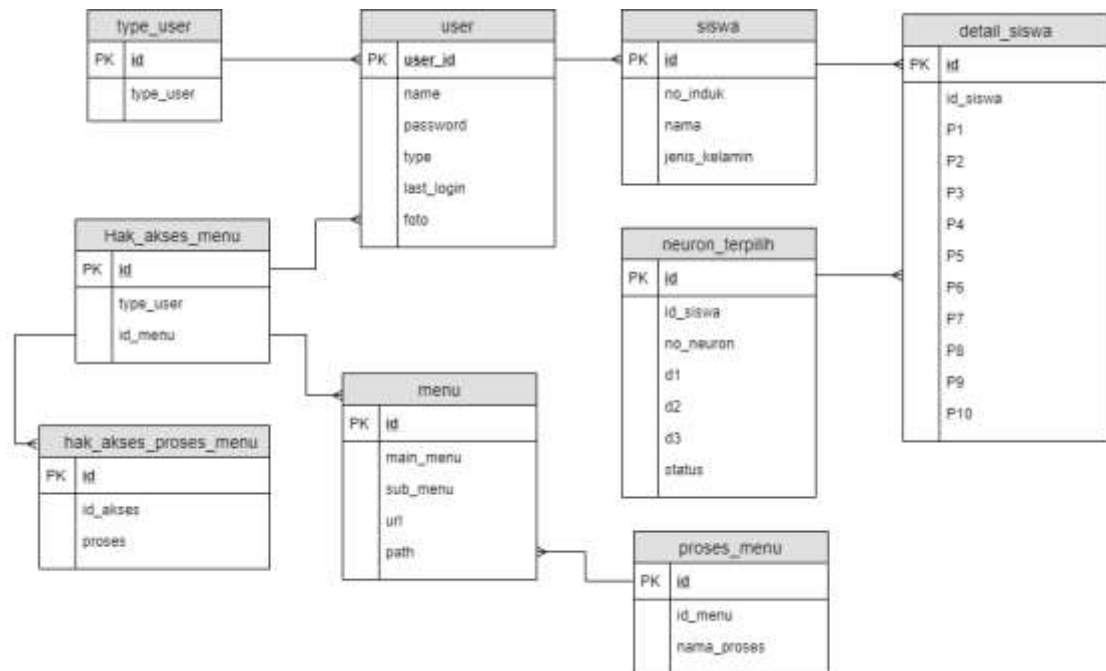 type_user
PK id
type_user
user
PK user_id
name
password
type
last_login
foto
siswa
PK id
no_induk
nama
jenis_kelamin
detail_siswa
PK id
id_siswa
P1
P2
P3
P4
P5
P6
P7
P8
P9
P10
Hak_akses_menu
PK id
type_user
id_menu
neuron_terpilih
PK id
id_siswa
no_neuron
d1
d2
d3
status
menu
PK id
main_menu
sub_menu
url
path
hak_akses_proses_menu
PK id
id_akses
proses
proses_menu
PK id
id_menu
nama_proses